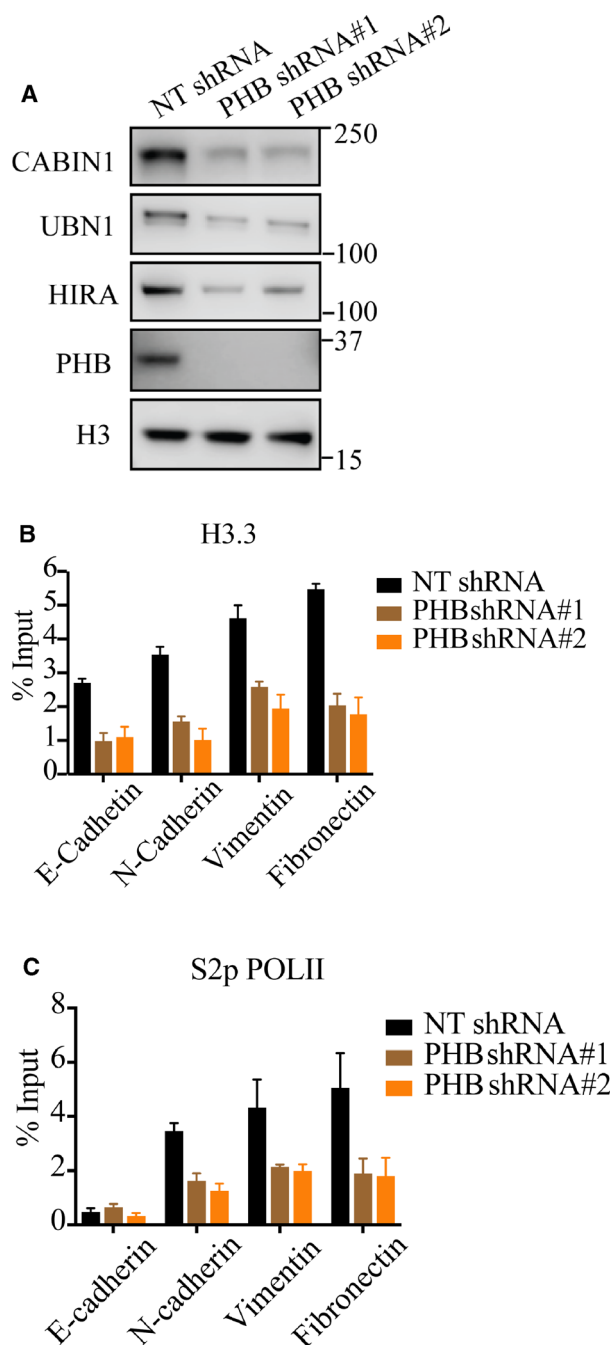 A
NT shRNA
PHB shRNA#1
PHB shRNA#2
CABIN1
250
UBN1
100
HIRA
100
PHB
37
H3
15
B
H3.3
% Input
6
5
4
3
2
1
0
NT shRNA
PHBshRNA#1
PHBshRNA#2
E-Cadhetin
N-Cadherin
Vimentin
Fibronectin
C
S2p POLII
% Input
8
6
4
2
0
NT shRNA
PHBshRNA#1
PHBshRNA#2
E-cadherin
N-cadherin
Vimentin
Fibronectin